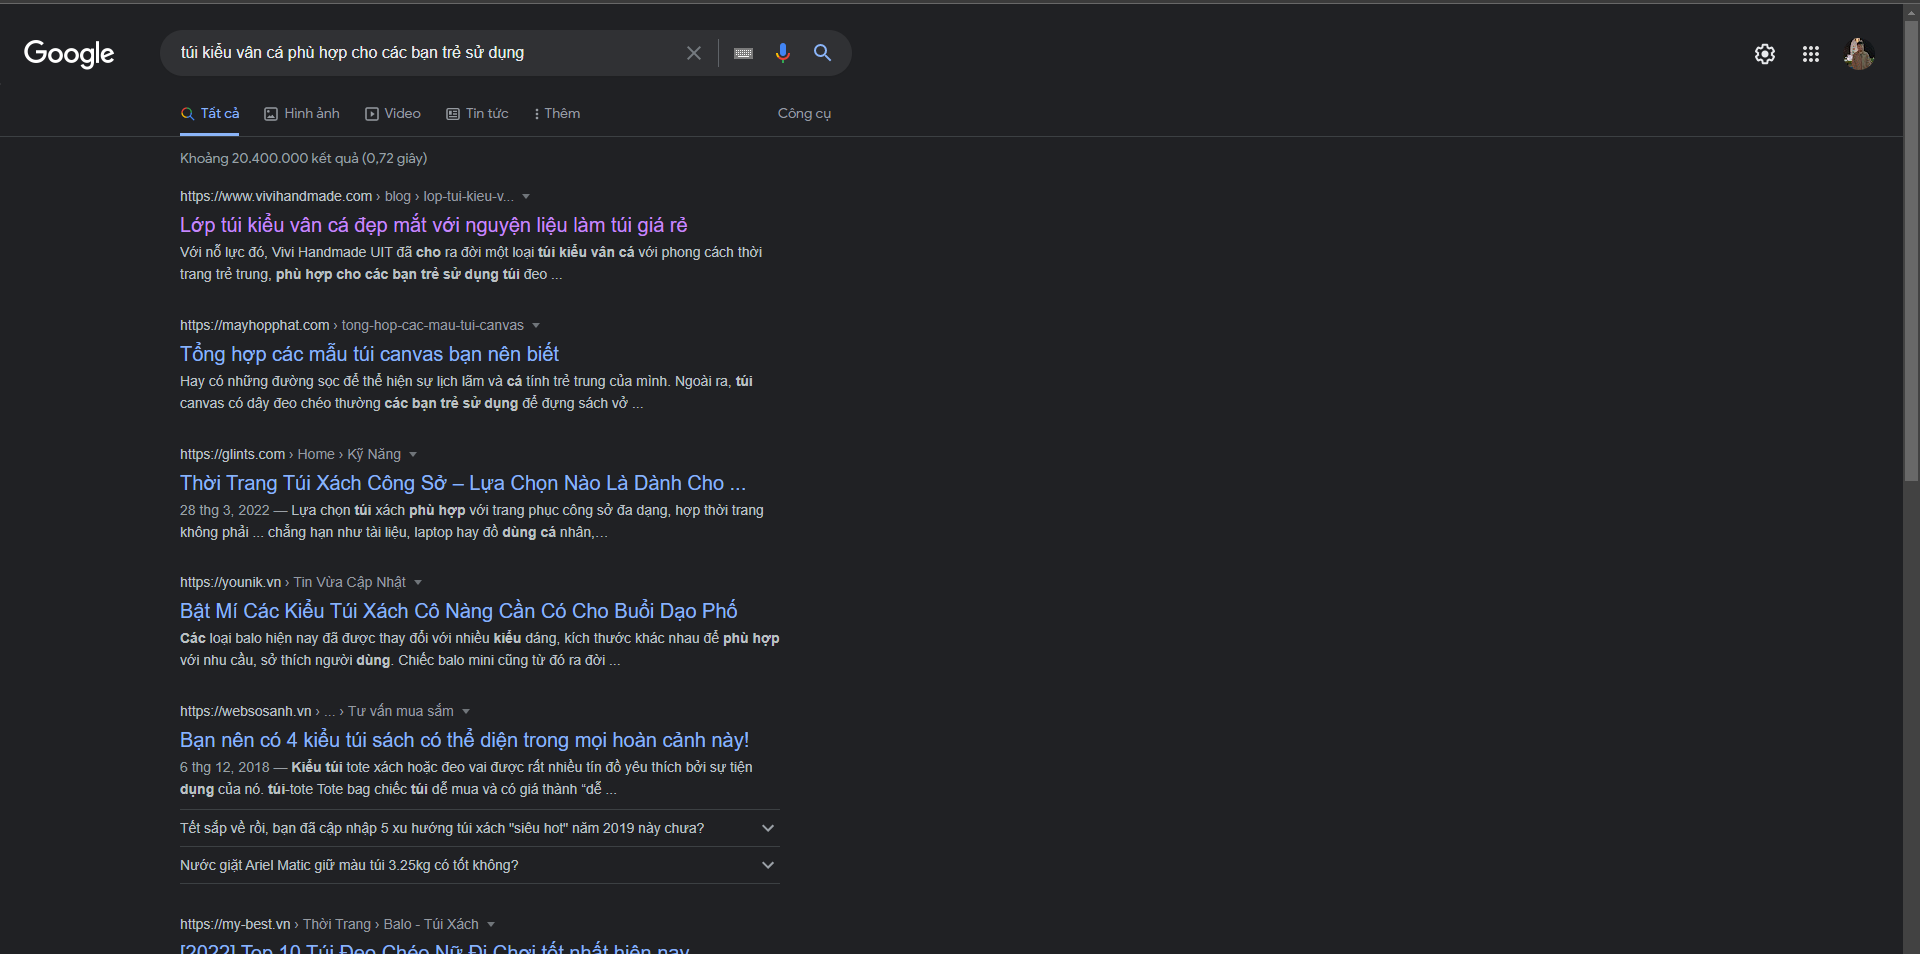 Google
túi kiểu vân cá phù hợp cho các bạn trẻ sử dụng
Tất cả
Hình ảnh
Video
Tin tức
Thêm
Công cụ
Khoảng 20.400.000 kết quả (0,72 giây)
https://www.vivihandmade.com › blog › lop-tui-kieu-v...
Lớp túi kiểu vân cá đẹp mắt với nguyện liệu làm túi giá rẻ
Với nỗ lực đó, Vivi Handmade UIT đã cho ra đời một loại túi kiểu vân cá với phong cách thời
trang trẻ trung, phù hợp cho các bạn trẻ sử dụng túi đeo ...
https://mayhopphat.com › tong-hop-cac-mau-tui-canvas
Tổng hợp các mẫu túi canvas bạn nên biết
Hay có những đường sọc để thể hiện sự lịch lãm và cá tính trẻ trung của mình. Ngoài ra, túi
canvas có dây đeo chéo thường các bạn trẻ sử dụng để đựng sách vở ...
https://glints.com › Home › Kỹ Năng
Thời Trang Túi Xách Công Sở – Lựa Chọn Nào Là Dành Cho ...
28 thg 3, 2022 — Lựa chọn túi xách phù hợp với trang phục công sở đa dạng, hợp thời trang
không phải ... chẳng hạn như tài liệu, laptop hay đồ dùng cá nhân,…
https://younik.vn › Tin Vừa Cập Nhật
Bật Mí Các Kiểu Túi Xách Cô Nàng Cần Có Cho Buổi Dạo Phố
Các loại balo hiện nay đã được thay đổi với nhiều kiểu dáng, kích thước khác nhau để phù hợp
với nhu cầu, sở thích người dùng. Chiếc balo mini cũng từ đó ra đời ...
https://websosanh.vn › ... › Tư vấn mua sắm
Bạn nên có 4 kiểu túi sách có thể diện trong mọi hoàn cảnh này!
6 thg 12, 2018 — Kiểu túi tote xách hoặc đeo vai được rất nhiều tín đồ yêu thích bởi sự tiện
dụng của nó. túi-tote Tote bag chiếc túi dễ mua và có giá thành “dễ ...
Tết sắp về rồi, bạn đã cập nhập 5 xu hướng túi xách "siêu hot" năm 2019 này chưa?
Nước giặt Ariel Matic giữ màu túi 3.25kg có tốt không?
https://my-best.vn › Thời Trang › Balo - Túi Xách
[2022] Top 10 Túi Đeo Chéo Nữ Đi Chơi tốt nhất hiện nay